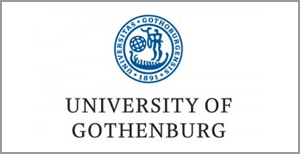 UNIVERSITAS · GOTHOBURGENSIS
· 1891 ·
UNIVERSITY OF
GOTHENBURG